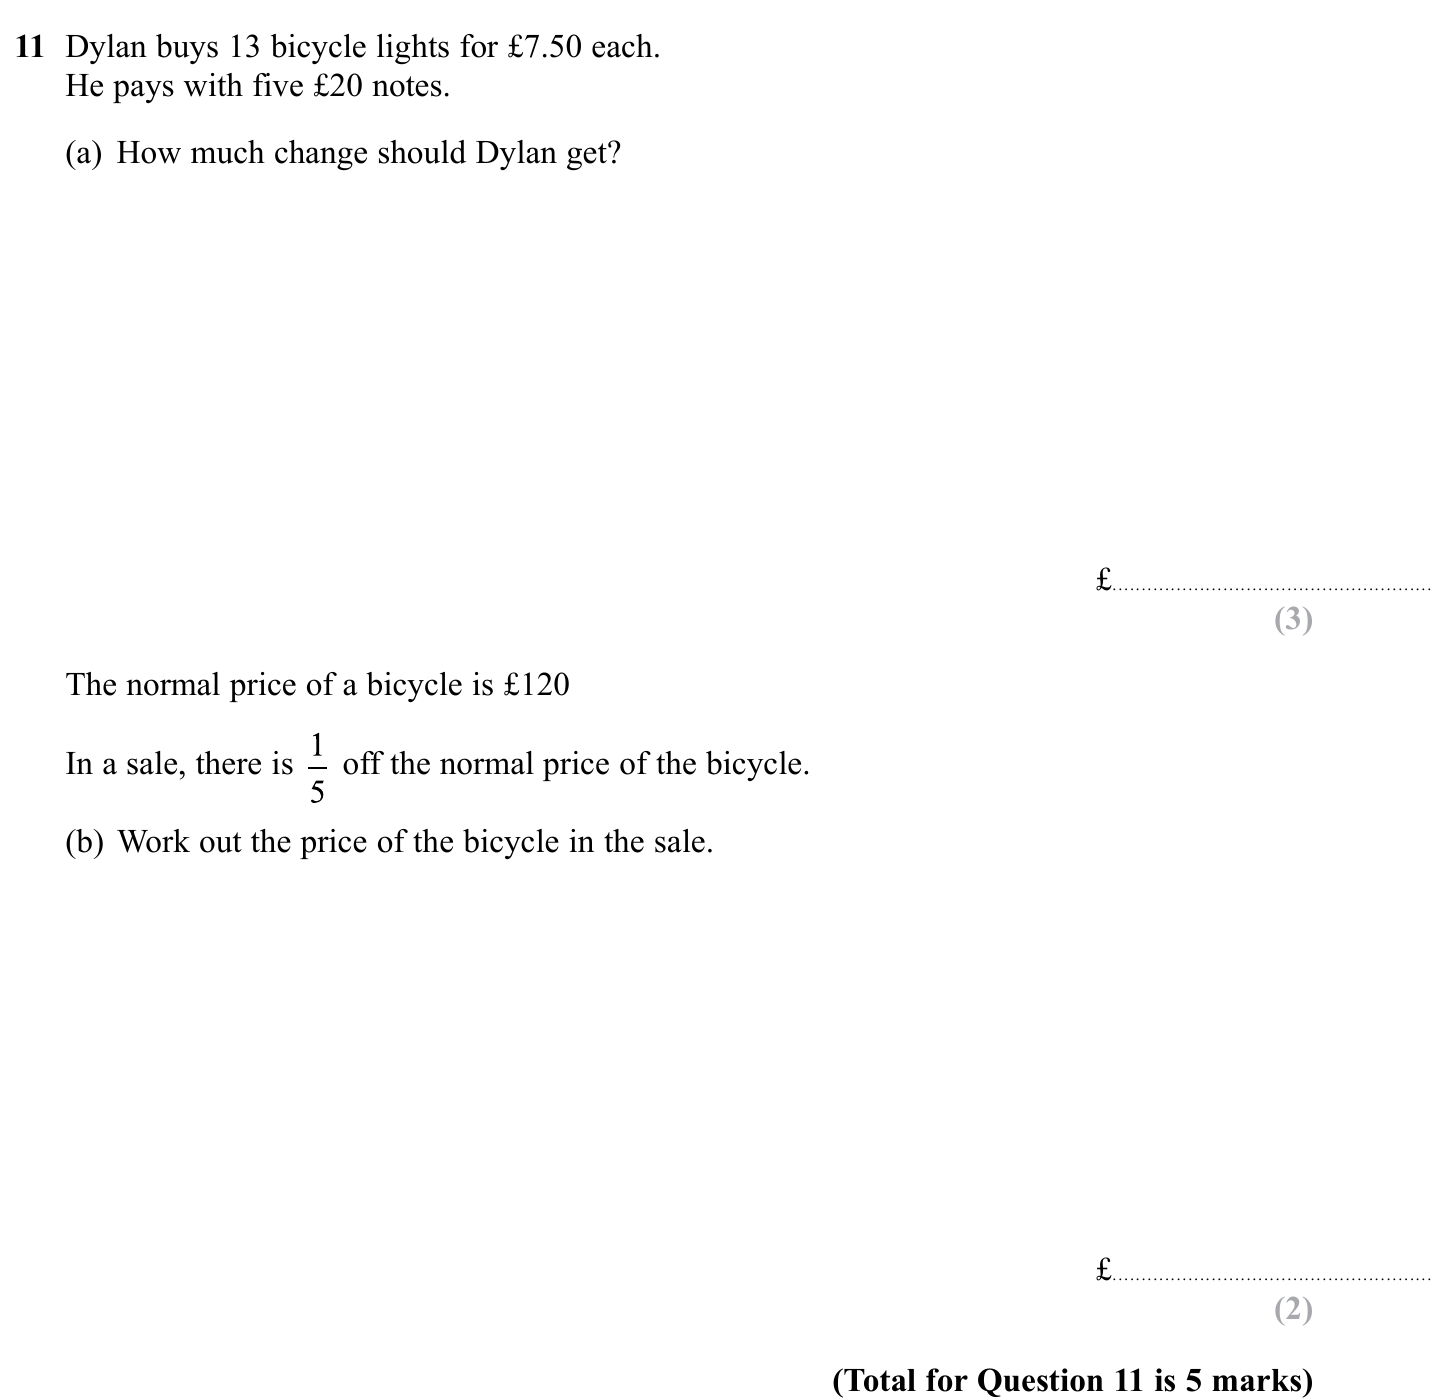 11 Dylan buys 13 bicycle lights for £7.50 each.
He pays with five £20 notes.
(a) How much change should Dylan get?
£......................................................
(3)
The normal price of a bicycle is £120
In a sale, there is 1/5 off the normal price of the bicycle.
(b) Work out the price of the bicycle in the sale.
£......................................................
(2)
(Total for Question 11 is 5 marks)